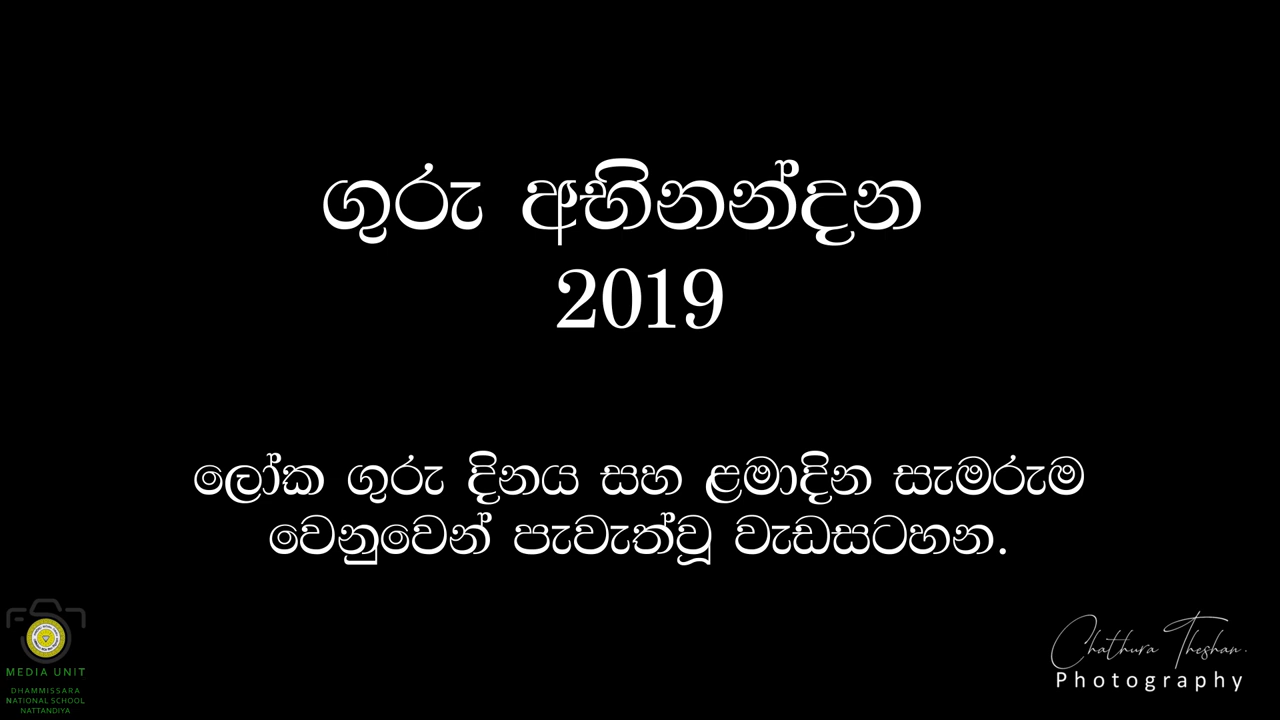 ගුරු අභිනන්දන
2019
ලෝක ගුරු දිනය සහ ළමාදින සැමරුම
වෙනුවෙන් පැවැත්වූ වැඩසටහන.
MEDIA UNIT
DHAMMISSARA
NATIONAL SCHOOL
NATTANDIYA
Chathura Theshan.
Photography